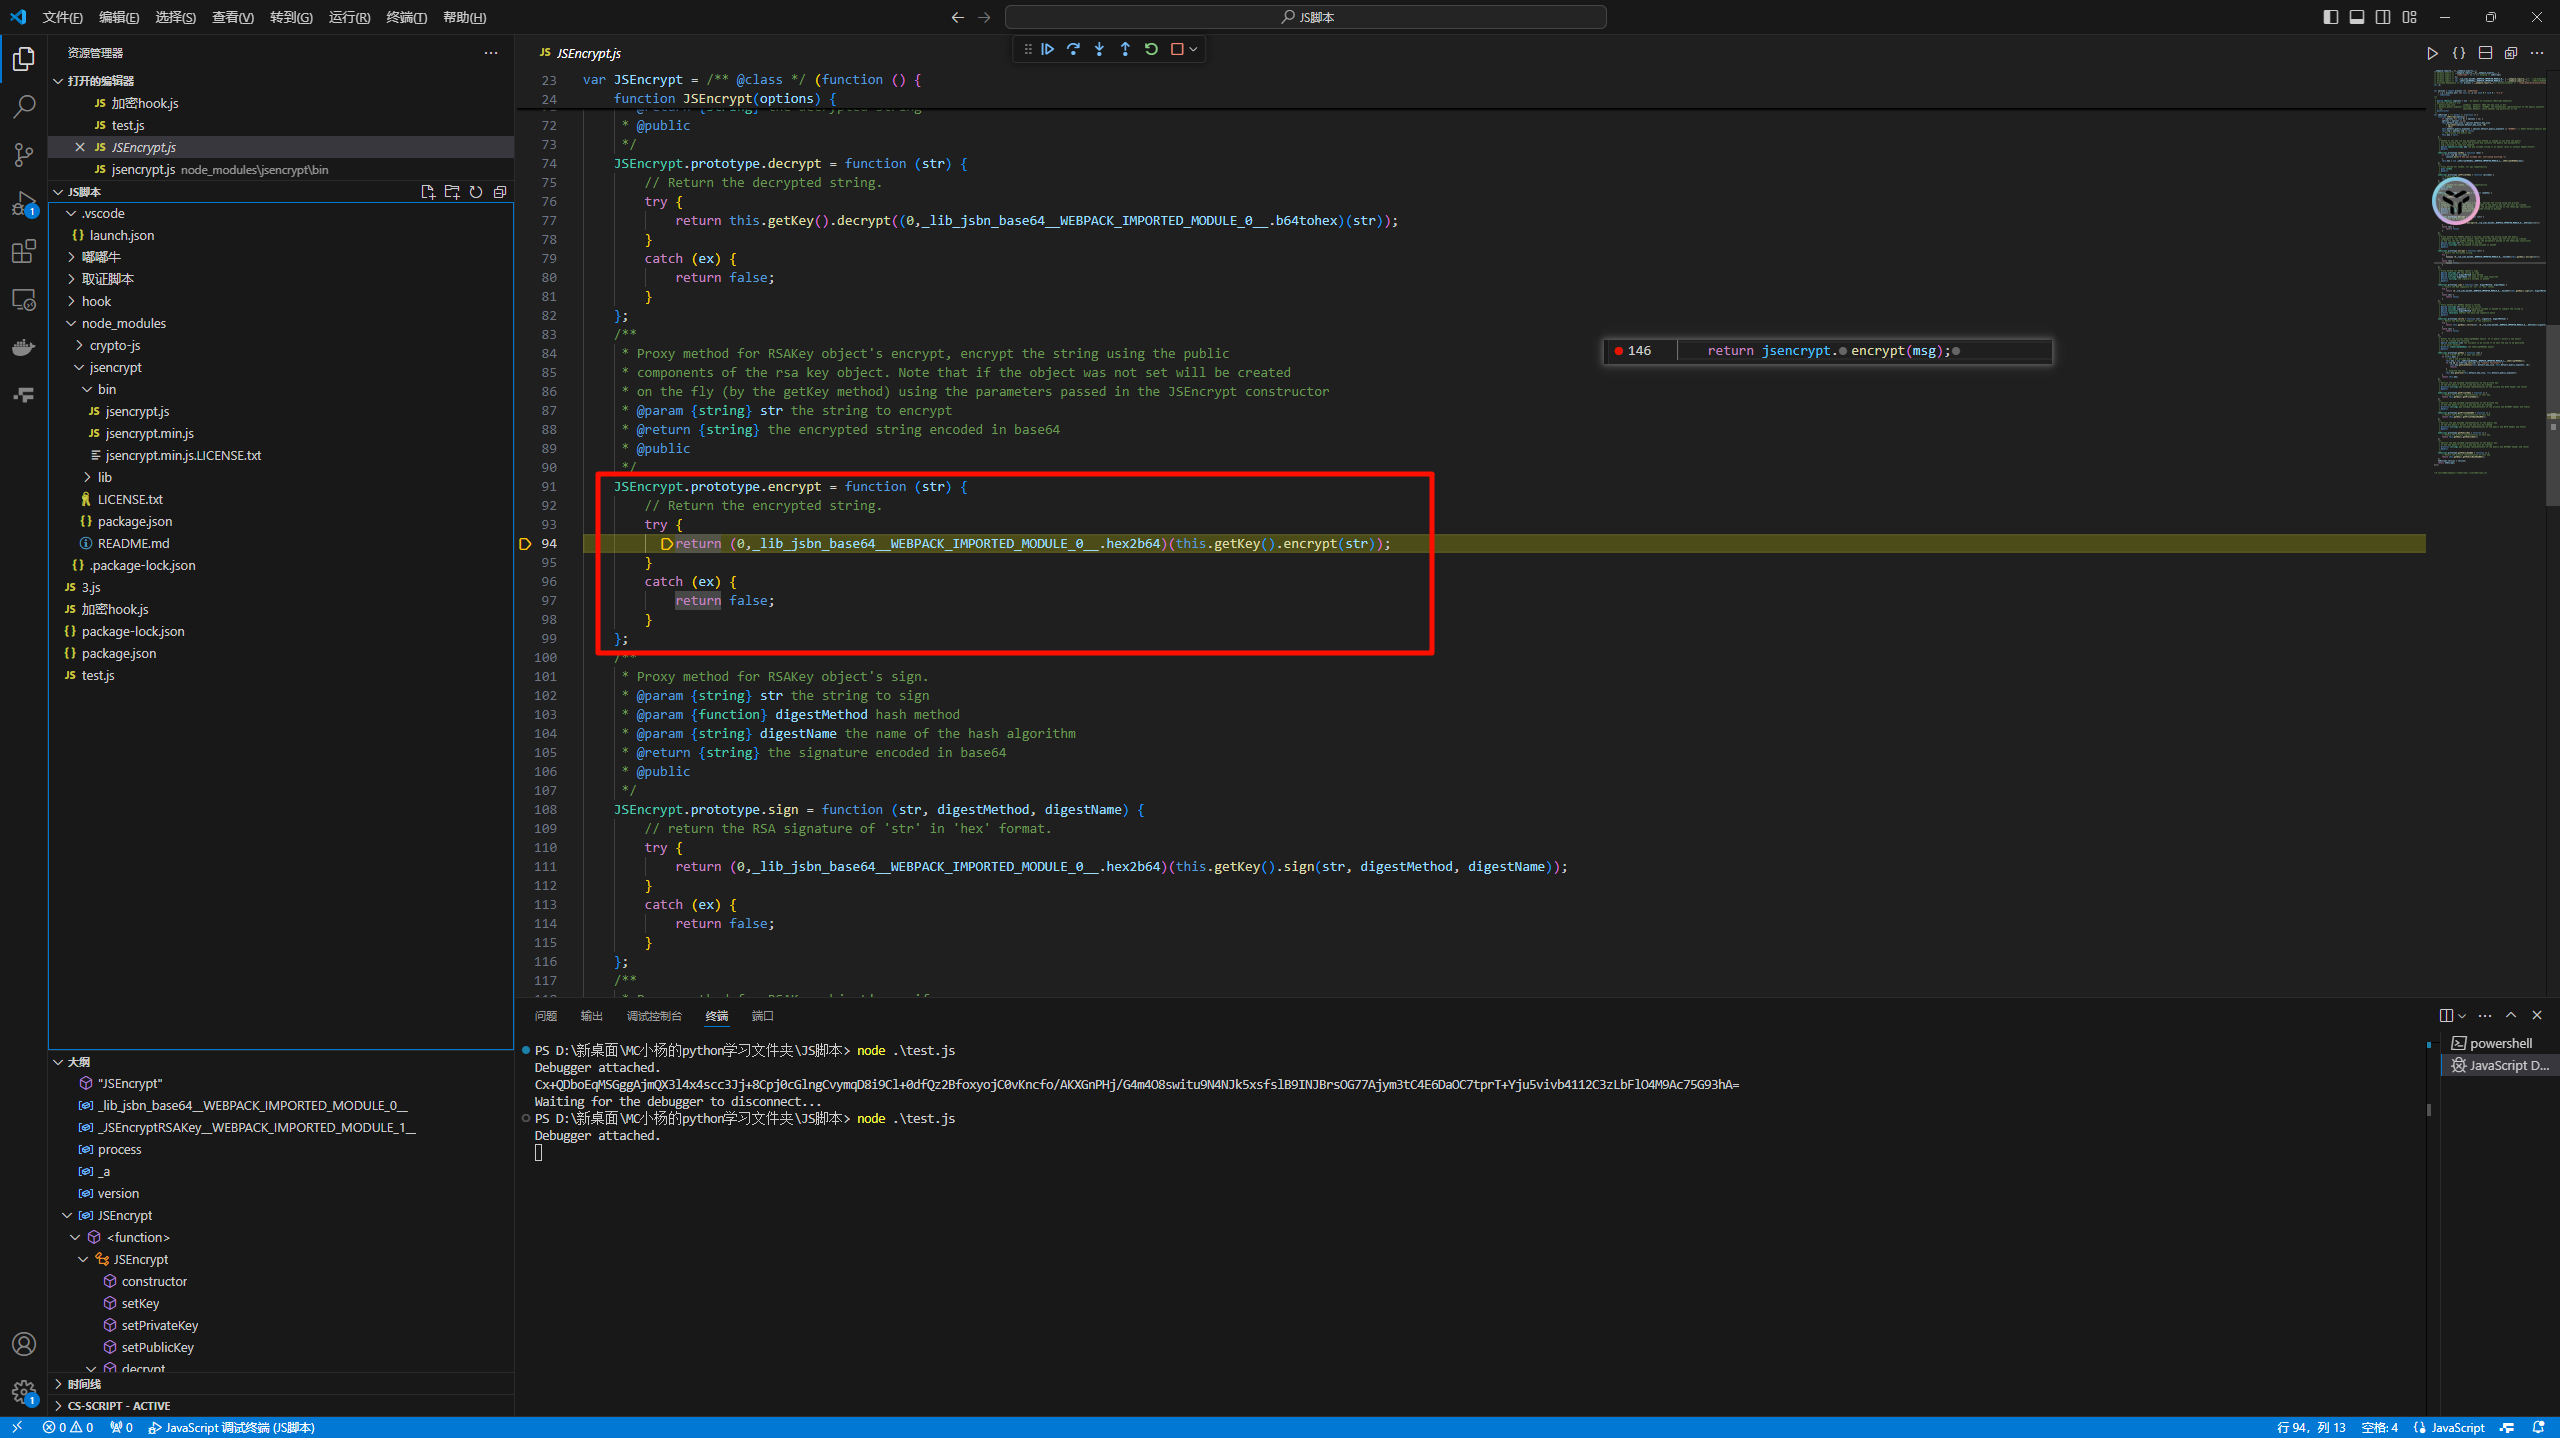 文件(F) 编辑(E) 选择(S) 查看(V) 转到(G) 运行(R) 终端(T) 帮助(H)
JS脚本
资源管理器
打开的编辑器
JS 加密hook.js
JS test.js
JS JSEncrypt.js
JS jsencrypt.js node_modules\jsencrypt\bin
JS脚本
.vscode
{} launch.json
嘟嘟牛
取证脚本
hook
node_modules
crypto-js
jsencrypt
bin
JS jsencrypt.js
JS jsencrypt.min.js
jsencrypt.min.js.LICENSE.txt
lib
LICENSE.txt
{} package.json
README.md
{} .package-lock.json
JS 3.js
JS 加密hook.js
{} package-lock.json
{} package.json
JS test.js
大纲
"JSEncrypt"
_lib_jsbn_base64__WEBPACK_IMPORTED_MODULE_0__
_JSEncryptRSAKey__WEBPACK_IMPORTED_MODULE_1__
process
_a
version
JSEncrypt
<function>
JSEncrypt
constructor
setKey
setPrivateKey
setPublicKey
decrypt
时间线
CS-SCRIPT - ACTIVE
JS JSEncrypt.js
23 var JSEncrypt = /** @class */ (function () {
24 function JSEncrypt(options) {
72 * @public
73 */
74 JSEncrypt.prototype.decrypt = function (str) {
75 // Return the decrypted string.
76 try {
77 return this.getKey().decrypt((0,_lib_jsbn_base64__WEBPACK_IMPORTED_MODULE_0__.b64tohex)(str));
78 }
79 catch (ex) {
80 return false;
81 }
82 };
83 /**
84 * Proxy method for RSAKey object's encrypt, encrypt the string using the public
85 * components of the rsa key object. Note that if the object was not set will be created
86 * on the fly (by the getKey method) using the parameters passed in the JSEncrypt constructor
87 * @param {string} str the string to encrypt
88 * @return {string} the encrypted string encoded in base64
89 * @public
90 */
91 JSEncrypt.prototype.encrypt = function (str) {
92 // Return the encrypted string.
93 try {
94 return (0,_lib_jsbn_base64__WEBPACK_IMPORTED_MODULE_0__.hex2b64)(this.getKey().encrypt(str));
95 }
96 catch (ex) {
97 return false;
98 }
99 };
100 /**
101 * Proxy method for RSAKey object's sign.
102 * @param {string} str the string to sign
103 * @param {function} digestMethod hash method
104 * @param {string} digestName the name of the hash algorithm
105 * @return {string} the signature encoded in base64
106 * @public
107 */
108 JSEncrypt.prototype.sign = function (str, digestMethod, digestName) {
109 // return the RSA signature of 'str' in 'hex' format.
110 try {
111 return (0,_lib_jsbn_base64__WEBPACK_IMPORTED_MODULE_0__.hex2b64)(this.getKey().sign(str, digestMethod, digestName));
112 }
113 catch (ex) {
114 return false;
115 }
116 };
117 /**
146 return jsencrypt.encrypt(msg);
问题 输出 调试控制台 终端 端口
PS D:\新桌面\MC小杨的python学习文件夹\JS脚本> node .\test.js
Debugger attached.
Cx+QDboEqMSGggAjmQX3l4x4scc3Jj+8Cpj0cGlngCvymqD8i9Cl+0dfQz2BfoxyojC0vKncfo/AKXGnPHj/G4m4O8switu9N4NJk5xsfslB9INJBrsOG77Ajym3tC4E6DaOC7tprT+Yju5vivb4112C3zLbFlO4M9Ac75G93hA=
Waiting for the debugger to disconnect...
PS D:\新桌面\MC小杨的python学习文件夹\JS脚本> node .\test.js
Debugger attached.
powershell
JavaScript D...
0 0 0 JavaScript 调试终端 (JS脚本)
行 94，列 13 空格: 4 {} JavaScript